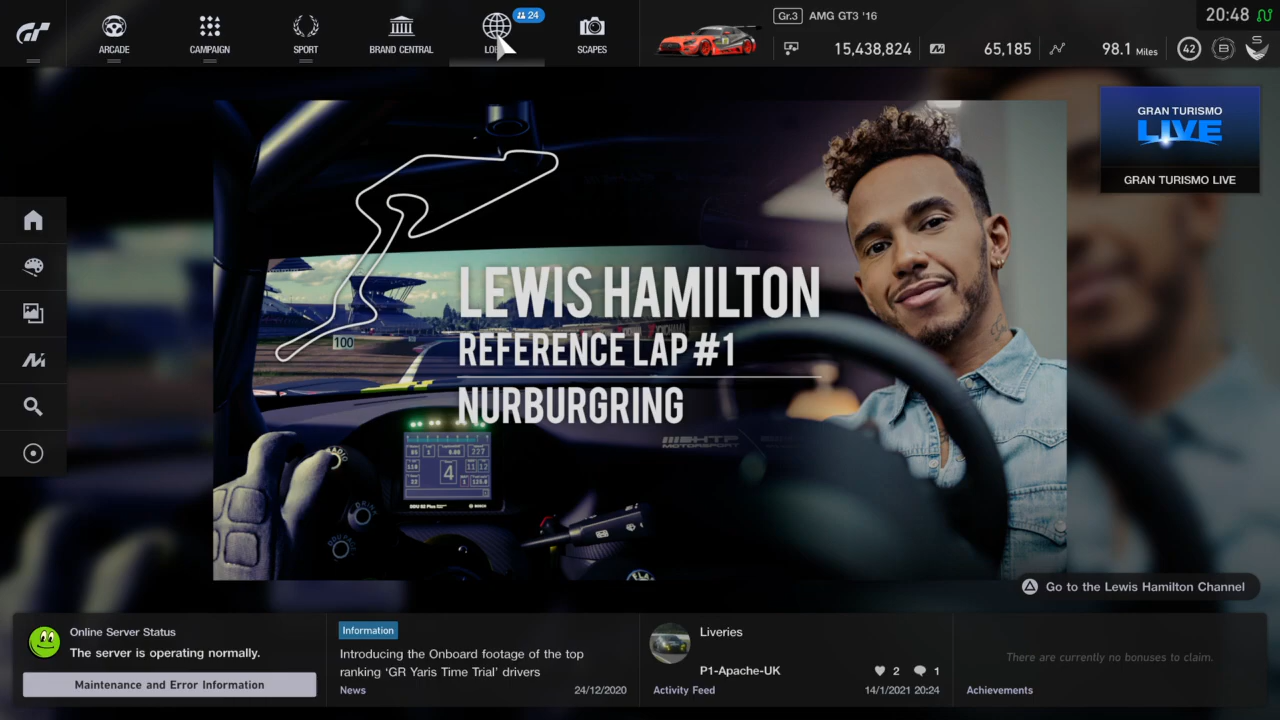 ARCADE
CAMPAIGN
SPORT
BRAND CENTRAL
24
SCAPES
Gr.3 AMG GT3 '16
15,438,824
65,185
98.1 Miles
20:48
42
B
S
GRAN TURISMO
LIVE
GRAN TURISMO LIVE
LEWIS HAMILTON
REFERENCE LAP #1
NURBURGRING
100
4
227
Go to the Lewis Hamilton Channel
Online Server Status
The server is operating normally.
Maintenance and Error Information
Information
Introducing the Onboard footage of the top
ranking 'GR Yaris Time Trial' drivers
News 24/12/2020
Liveries
P1-Apache-UK 2 1
Activity Feed 14/1/2021 20:24
There are currently no bonuses to claim.
Achievements